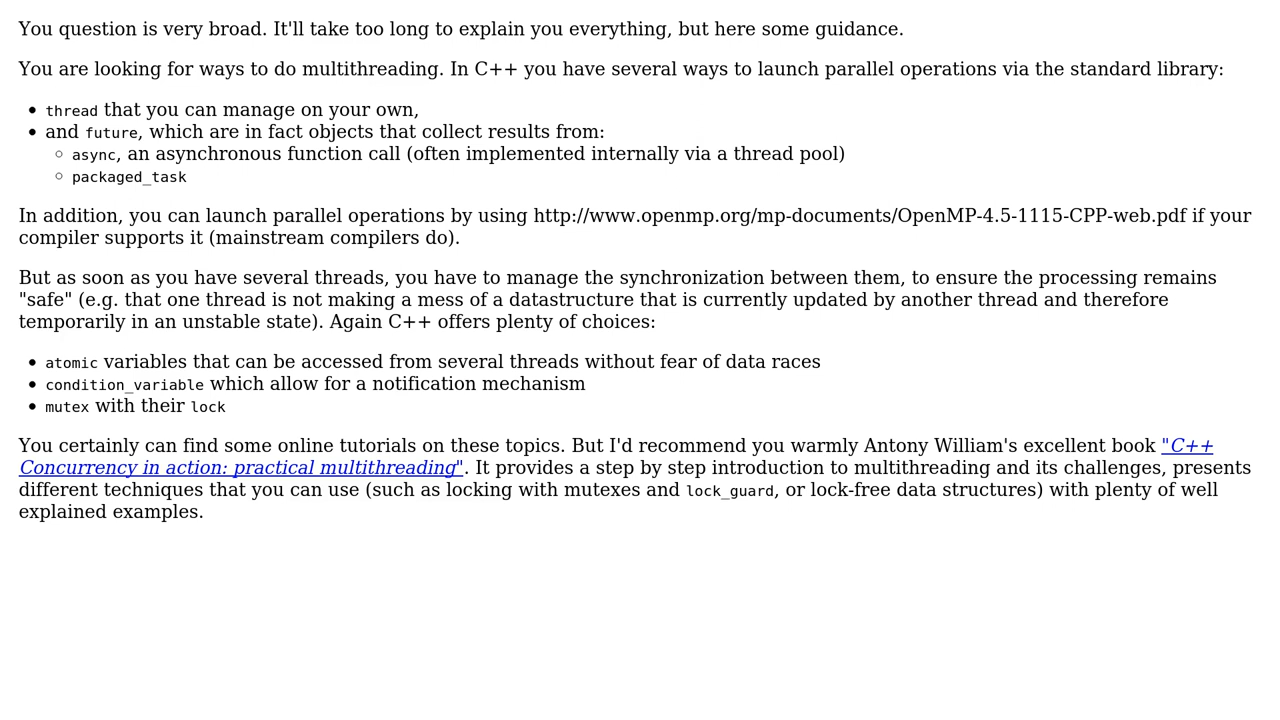 You question is very broad. It'll take too long to explain you everything, but here some guidance.
You are looking for ways to do multithreading. In C++ you have several ways to launch parallel operations via the standard library:
thread that you can manage on your own,
and future, which are in fact objects that collect results from:
async, an asynchronous function call (often implemented internally via a thread pool)
packaged_task
In addition, you can launch parallel operations by using http://www.openmp.org/mp-documents/OpenMP-4.5-1115-CPP-web.pdf if your
compiler supports it (mainstream compilers do).
But as soon as you have several threads, you have to manage the synchronization between them, to ensure the processing remains
"safe" (e.g. that one thread is not making a mess of a datastructure that is currently updated by another thread and therefore
temporarily in an unstable state). Again C++ offers plenty of choices:
atomic variables that can be accessed from several threads without fear of data races
condition_variable which allow for a notification mechanism
mutex with their lock
You certainly can find some online tutorials on these topics. But I'd recommend you warmly Antony William's excellent book "C++
Concurrency in action: practical multithreading". It provides a step by step introduction to multithreading and its challenges, presents
different techniques that you can use (such as locking with mutexes and lock_guard, or lock-free data structures) with plenty of well
explained examples.